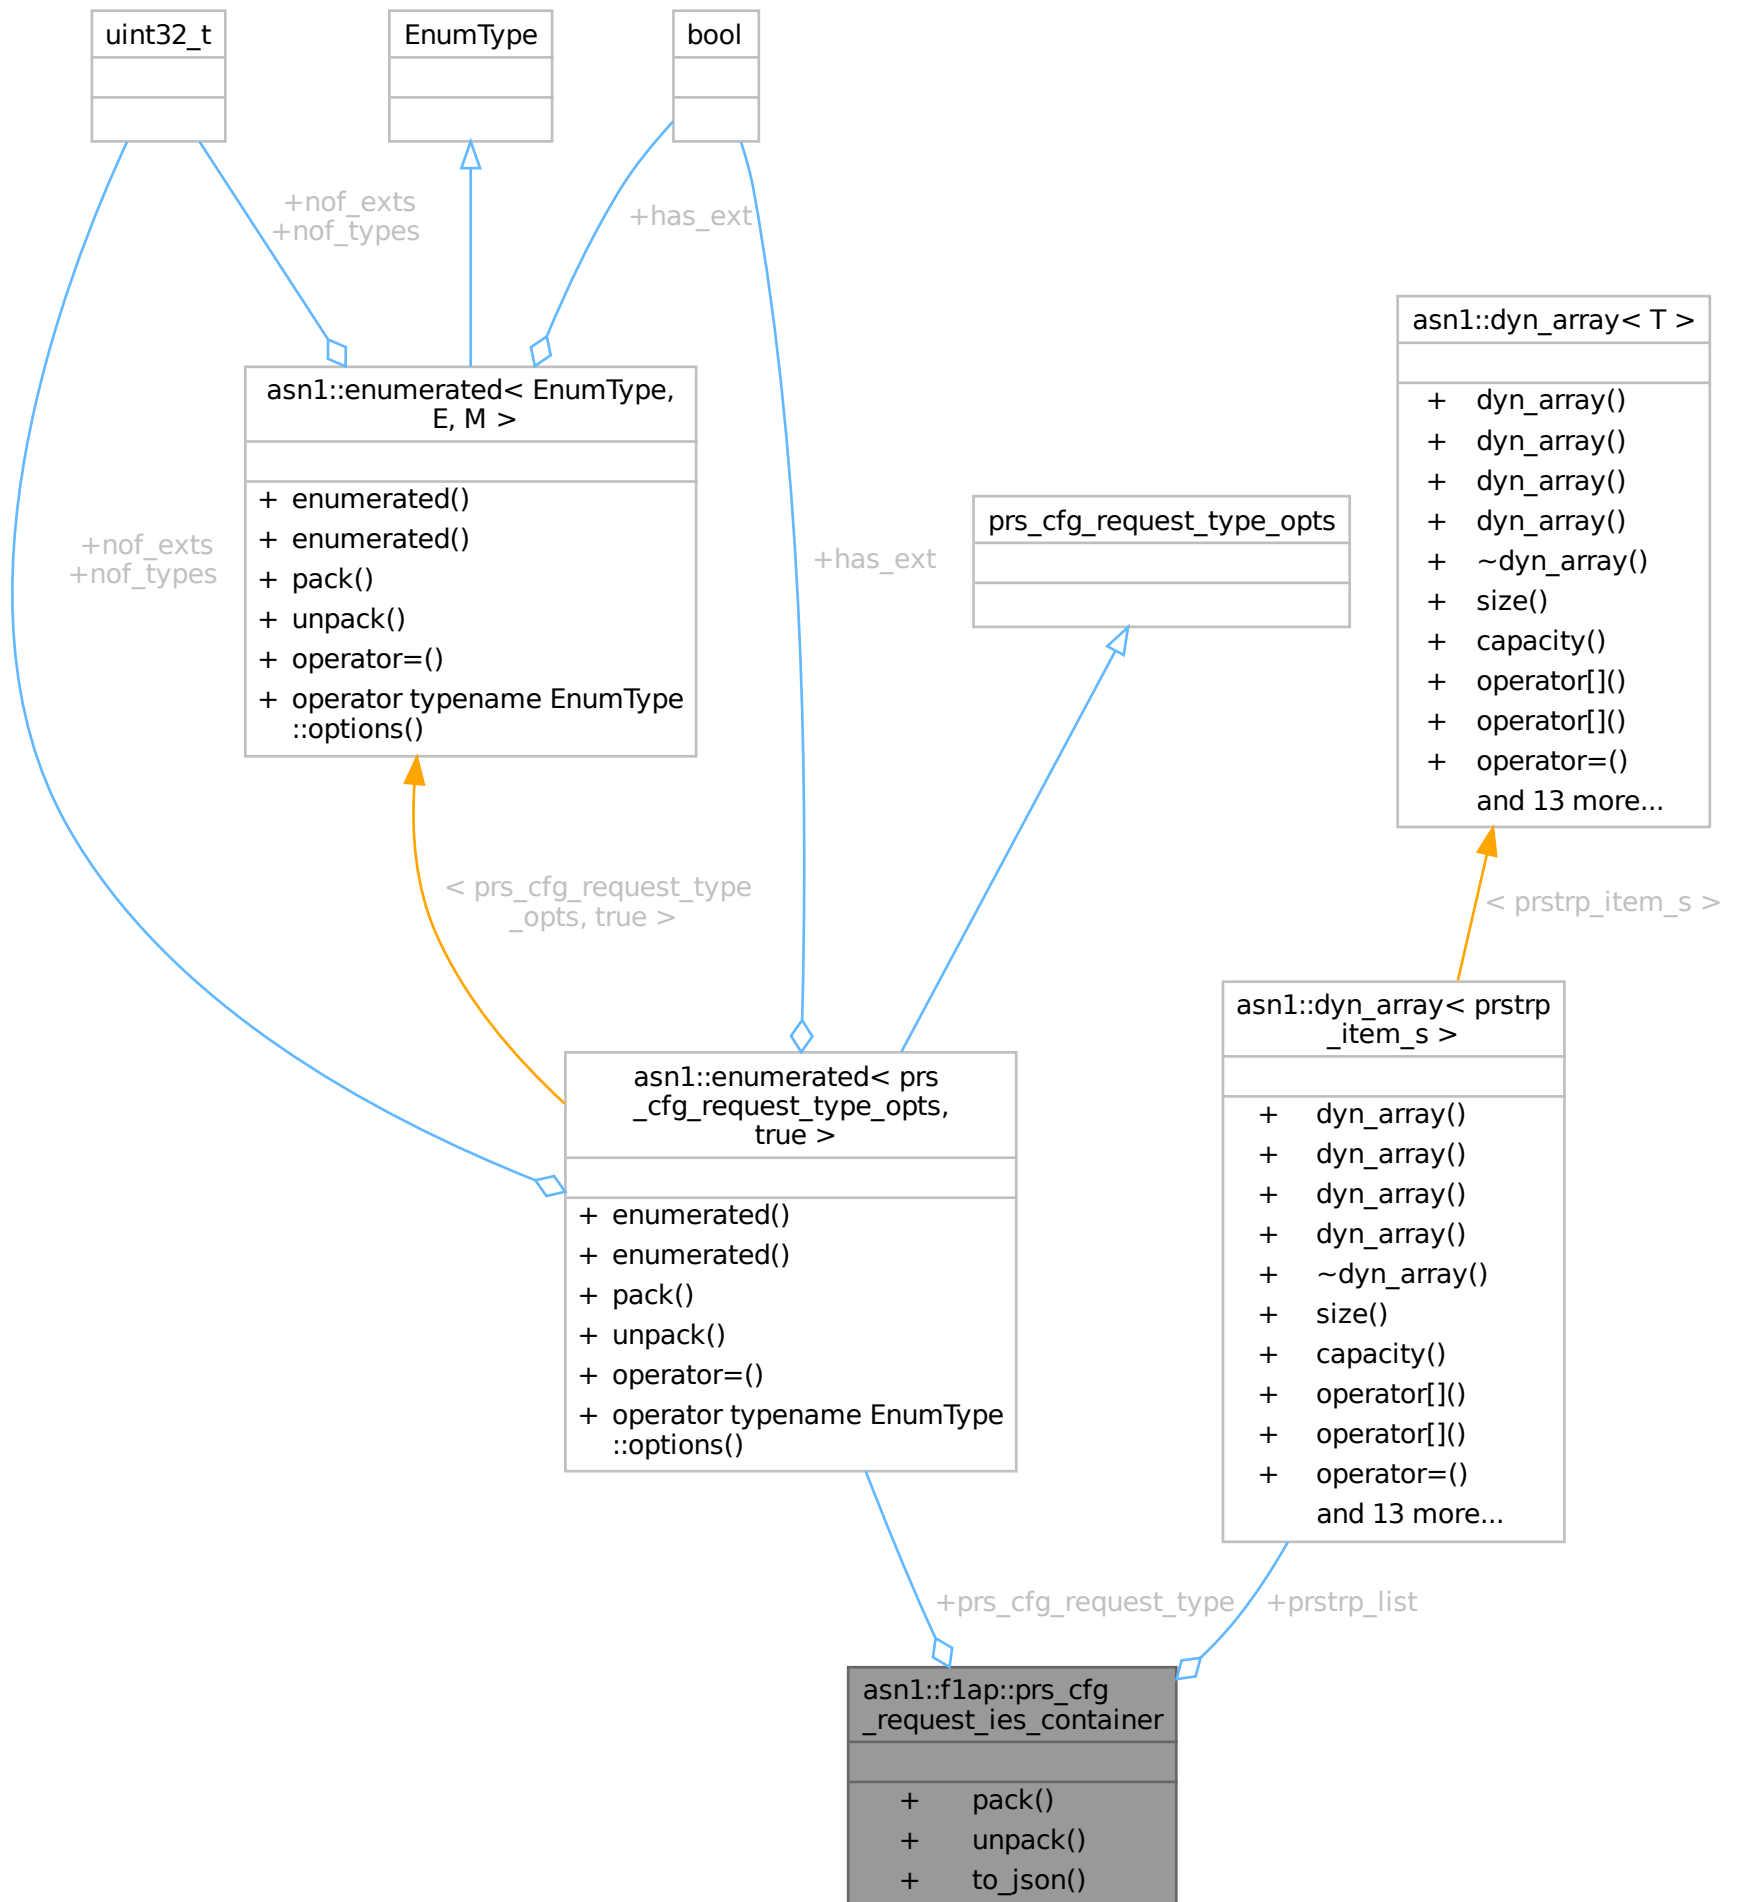 uint32_t
EnumType
bool
+nof_exts
+nof_types
+has_ext
asn1::dyn_array< T >
+ dyn_array()
+ dyn_array()
+ dyn_array()
+ dyn_array()
+ ~dyn_array()
+ size()
+ capacity()
+ operator[]()
+ operator[]()
+ operator=()
and 13 more...
asn1::enumerated< EnumType,
E, M >
+ enumerated()
+ enumerated()
+ pack()
+ unpack()
+ operator=()
+ operator typename EnumType
::options()
prs_cfg_request_type_opts
+nof_exts
+nof_types
+has_ext
< prs_cfg_request_type
_opts, true >
< prstrp_item_s >
asn1::dyn_array< prstrp
_item_s >
+ dyn_array()
+ dyn_array()
+ dyn_array()
+ dyn_array()
+ ~dyn_array()
+ size()
+ capacity()
+ operator[]()
+ operator[]()
+ operator=()
and 13 more...
asn1::enumerated< prs
_cfg_request_type_opts,
true >
+ enumerated()
+ enumerated()
+ pack()
+ unpack()
+ operator=()
+ operator typename EnumType
::options()
+prs_cfg_request_type
+prstrp_list
asn1::f1ap::prs_cfg
_request_ies_container
+ pack()
+ unpack()
+ to_json()